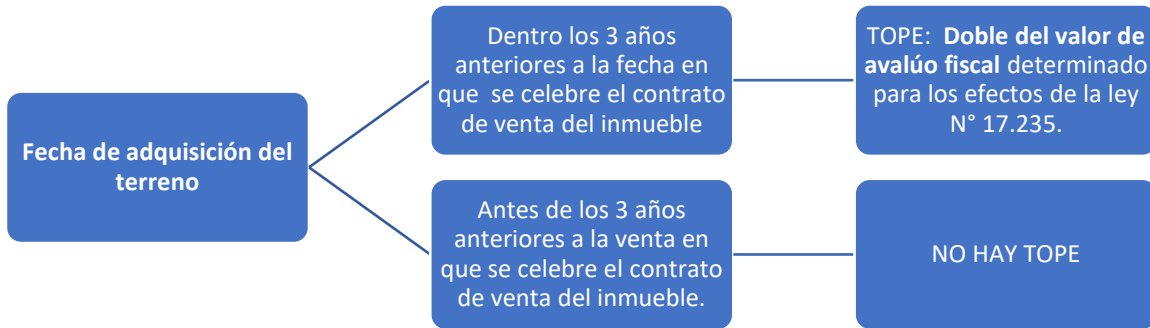 Fecha de adquisición del
terreno
Dentro los 3 años
anteriores a la fecha en
que se celebre el contrato
de venta del inmueble
TOPE: Doble del valor de
avalúo fiscal determinado
para los efectos de la ley
N° 17.235.
Antes de los 3 años
anteriores a la venta en
que se celebre el contrato
de venta del inmueble.
NO HAY TOPE